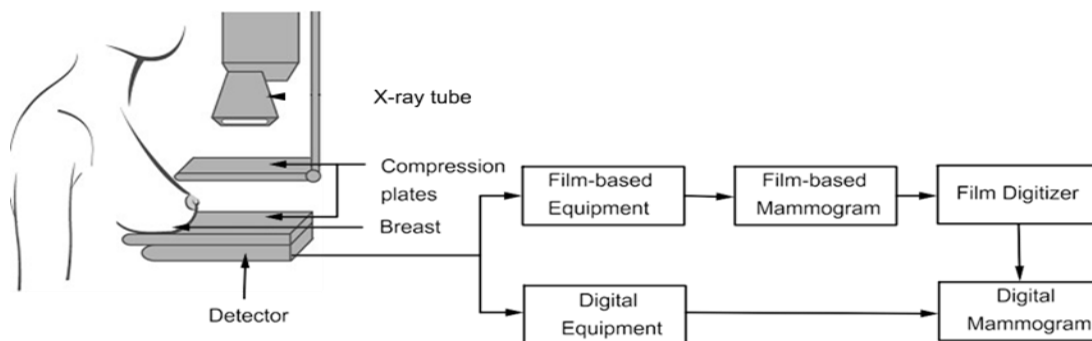 X-ray tube
Compression
plates
Breast
Detector
Film-based
Equipment
Film-based
Mammogram
Film Digitizer
Digital
Equipment
Digital
Mammogram